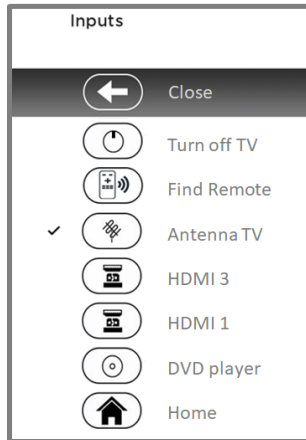 Inputs
Close
Turn off TV
Find Remote
Antenna TV
HDMI 3
HDMI 1
DVD player
Home